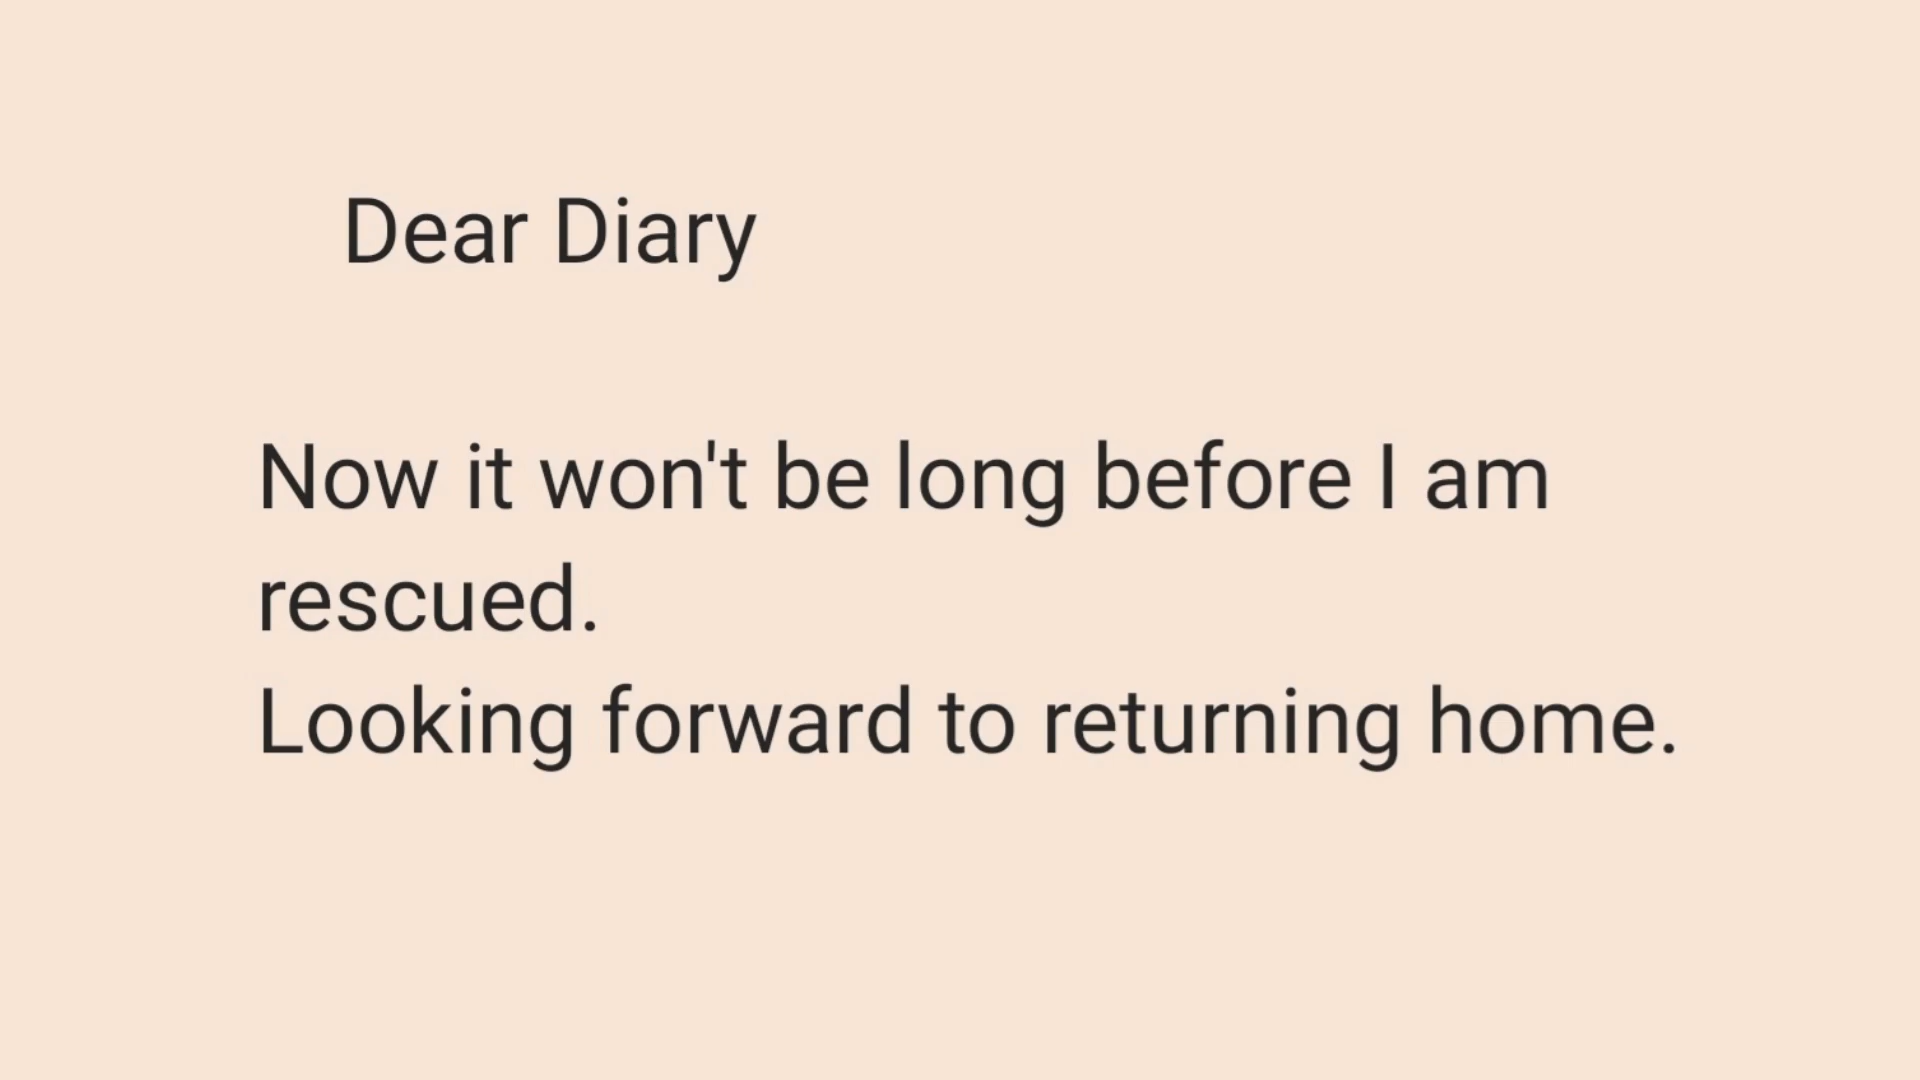 Dear Diary
Now it won't be long before I am
rescued.
Looking forward to returning home.